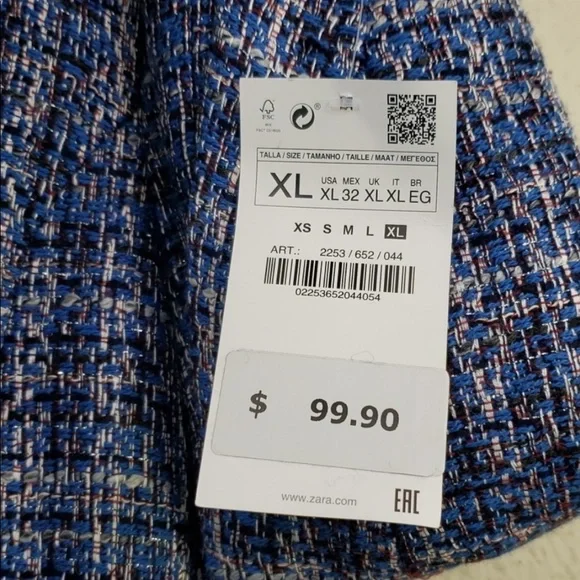 FSC
®
TALLA / SIZE / TAMANHO / TAILLE / MAAT / ΜΕΓΕΘΟΣ
XL
USA MEX UK IT BR
XL 32 XL XL EG
XS S M L XL
ART.: 2253 / 652 / 044
02253652044054
$ 99.90
www.zara.com
EAC